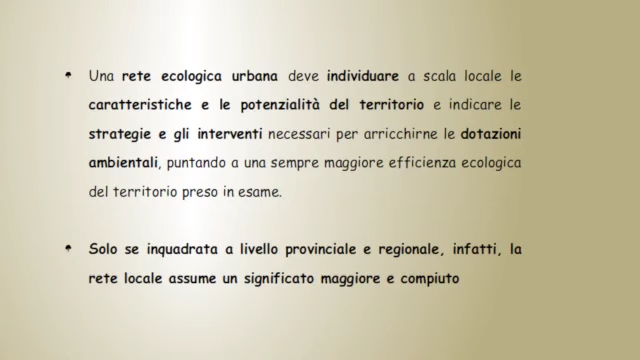 Una rete ecologica urbana deve individuare a scala locale le
caratteristiche e le potenzialità del territorio e indicare le
strategie e gli interventi necessari per arricchirne le dotazioni
ambientali, puntando a una sempre maggiore efficienza ecologica
del territorio preso in esame.
Solo se inquadrata a livello provinciale e regionale, infatti, la
rete locale assume un significato maggiore e compiuto